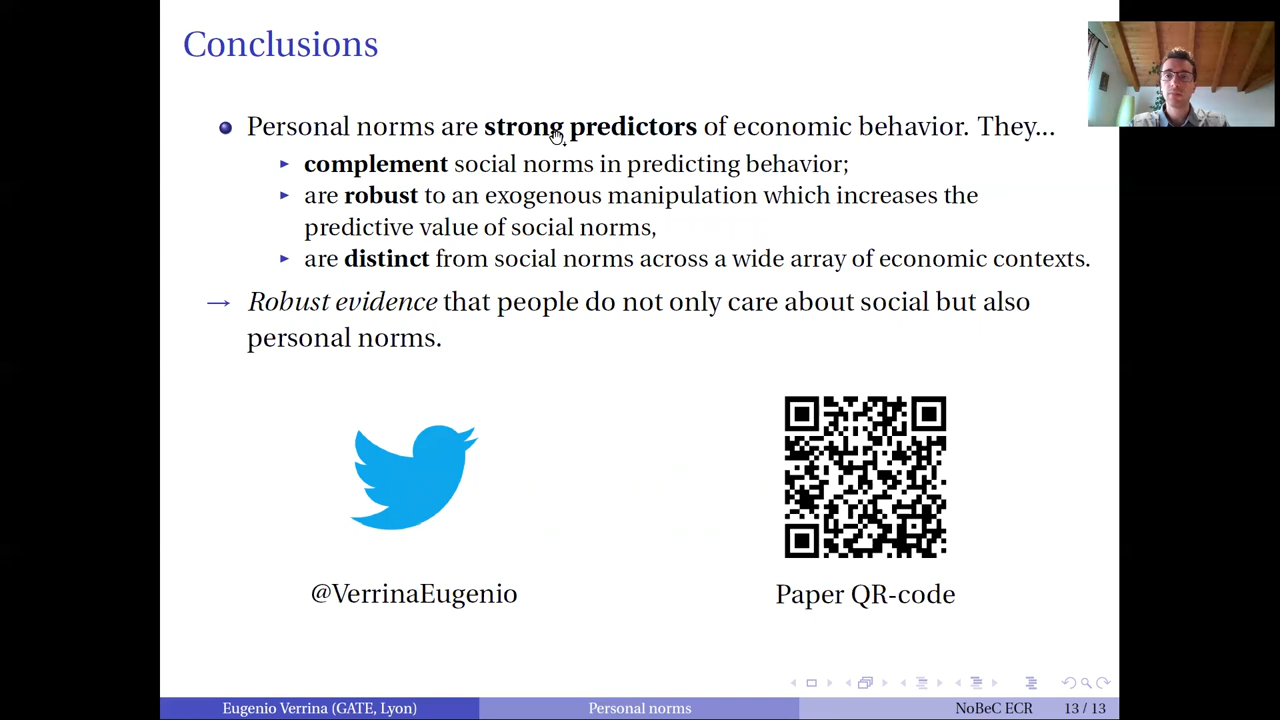 Conclusions
Personal norms are strong predictors of economic behavior. They...
complement social norms in predicting behavior;
are robust to an exogenous manipulation which increases the
predictive value of social norms,
are distinct from social norms across a wide array of economic contexts.
→ Robust evidence that people do not only care about social but also
personal norms.
@VerrinaEugenio
Paper QR-code
Eugenio Verrina (GATE, Lyon)
Personal norms
NoBeC ECR
13 / 13